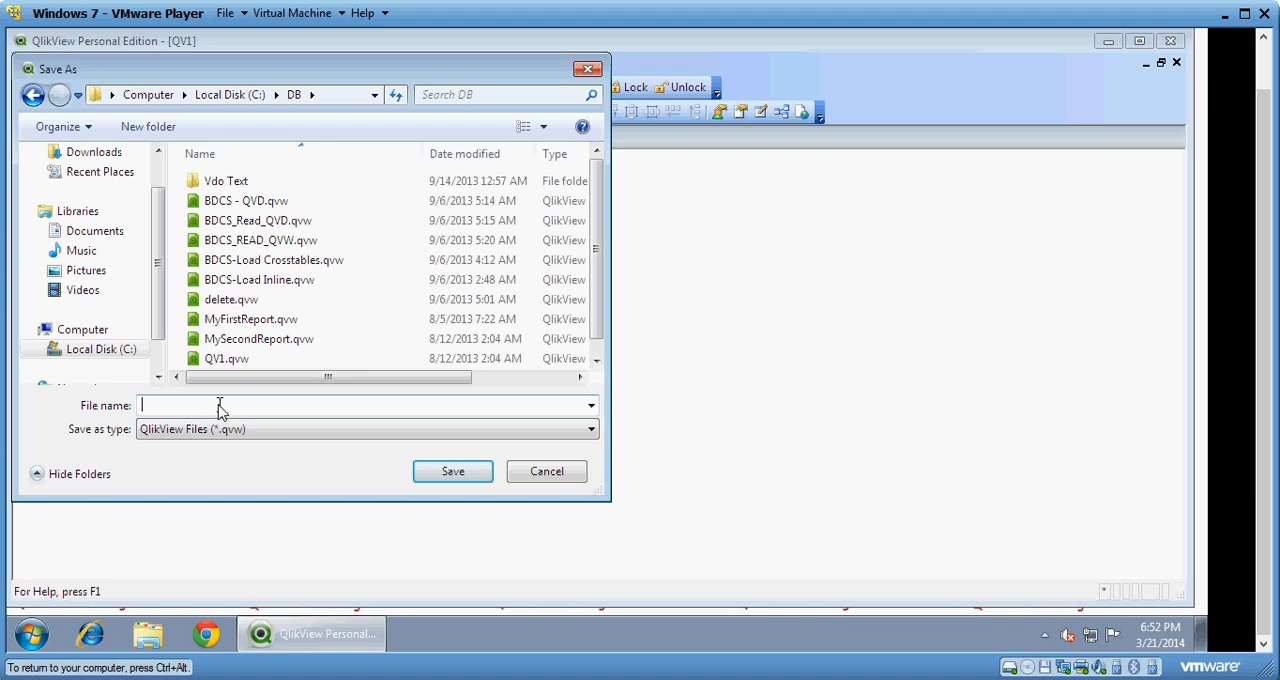 Windows 7 - VMware Player File Virtual Machine Help
QlikView Personal Edition - [QV1]
Save As
Computer Local Disk (C:) DB Search DB
Lock Unlock
Organize New folder
Name Date modified Type
Downloads
Recent Places
Libraries
Documents
Music
Pictures
Videos
Computer
Local Disk (C:)
Vdo Text 9/14/2013 12:57 AM File folde
BDCS - QVD.qvw 9/6/2013 5:14 AM QlikView
BDCS_Read_QVD.qvw 9/6/2013 5:15 AM QlikView
BDCS_READ_QVW.qvw 9/6/2013 5:20 AM QlikView
BDCS-Load Crosstables.qvw 9/6/2013 4:12 AM QlikView
BDCS-Load Inline.qvw 9/6/2013 2:48 AM QlikView
delete.qvw 9/6/2013 5:01 AM QlikView
MyFirstReport.qvw 8/5/2013 7:22 AM QlikView
MySecondReport.qvw 8/12/2013 2:04 AM QlikView
QV1.qvw 8/12/2013 2:04 AM QlikView
File name:
Save as type: QlikView Files (*.qvw)
Hide Folders Save Cancel
For Help, press F1
QlikView Personal...
6:52 PM
3/21/2014
To return to your computer, press Ctrl+Alt.
vmware